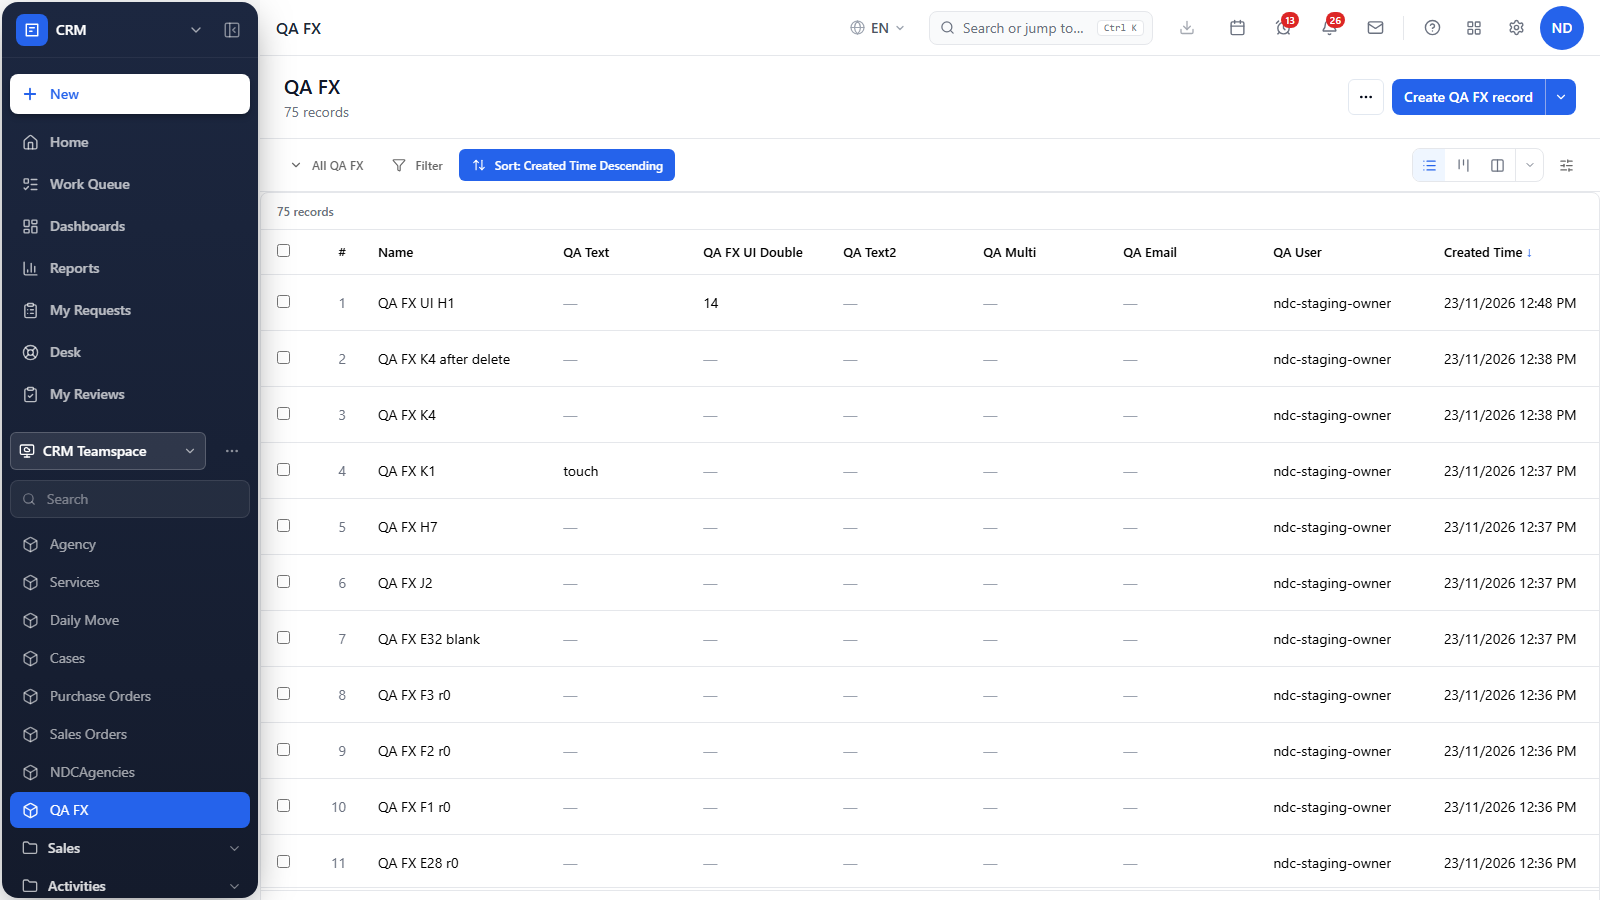 CRM
QA FX
EN
Search or jump to...
Ctrl K
13
26
ND
New
Home
Work Queue
Dashboards
Reports
My Requests
Desk
My Reviews
CRM Teamspace
Search
Agency
Services
Daily Move
Cases
Purchase Orders
Sales Orders
NDCAgencies
QA FX
Sales
Activities
QA FX
75 records
Create QA FX record
All QA FX
Filter
Sort: Created Time Descending
75 records
# Name QA Text QA FX UI Double QA Text2 QA Multi QA Email QA User Created Time ↓
1 QA FX UI H1 — 14 — — — ndc-staging-owner 23/11/2026 12:48 PM
2 QA FX K4 after delete — — — — — ndc-staging-owner 23/11/2026 12:38 PM
3 QA FX K4 — — — — — ndc-staging-owner 23/11/2026 12:38 PM
4 QA FX K1 touch — — — — ndc-staging-owner 23/11/2026 12:37 PM
5 QA FX H7 — — — — — ndc-staging-owner 23/11/2026 12:37 PM
6 QA FX J2 — — — — — ndc-staging-owner 23/11/2026 12:37 PM
7 QA FX E32 blank — — — — — ndc-staging-owner 23/11/2026 12:37 PM
8 QA FX F3 r0 — — — — — ndc-staging-owner 23/11/2026 12:36 PM
9 QA FX F2 r0 — — — — — ndc-staging-owner 23/11/2026 12:36 PM
10 QA FX F1 r0 — — — — — ndc-staging-owner 23/11/2026 12:36 PM
11 QA FX E28 r0 — — — — — ndc-staging-owner 23/11/2026 12:36 PM